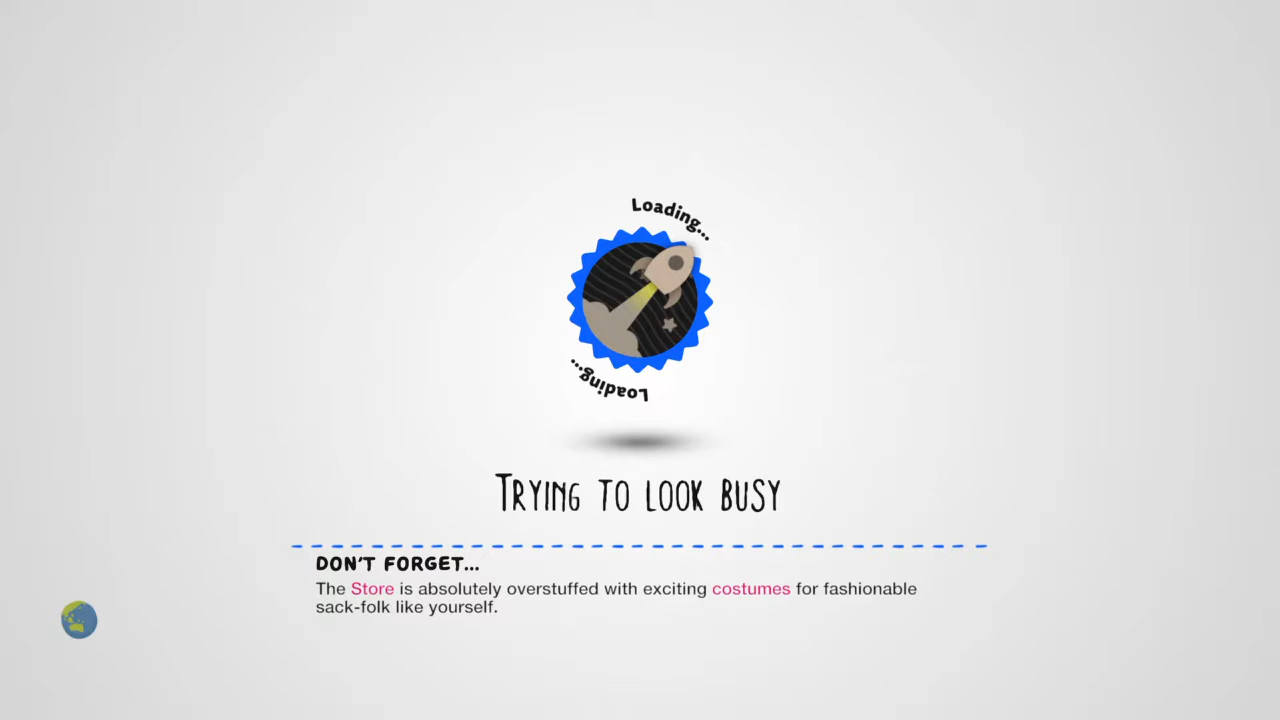 Loading...
Loading...
TRYING TO LOOK BUSY
DON'T FORGET...
The Store is absolutely overstuffed with exciting costumes for fashionable
sack-folk like yourself.